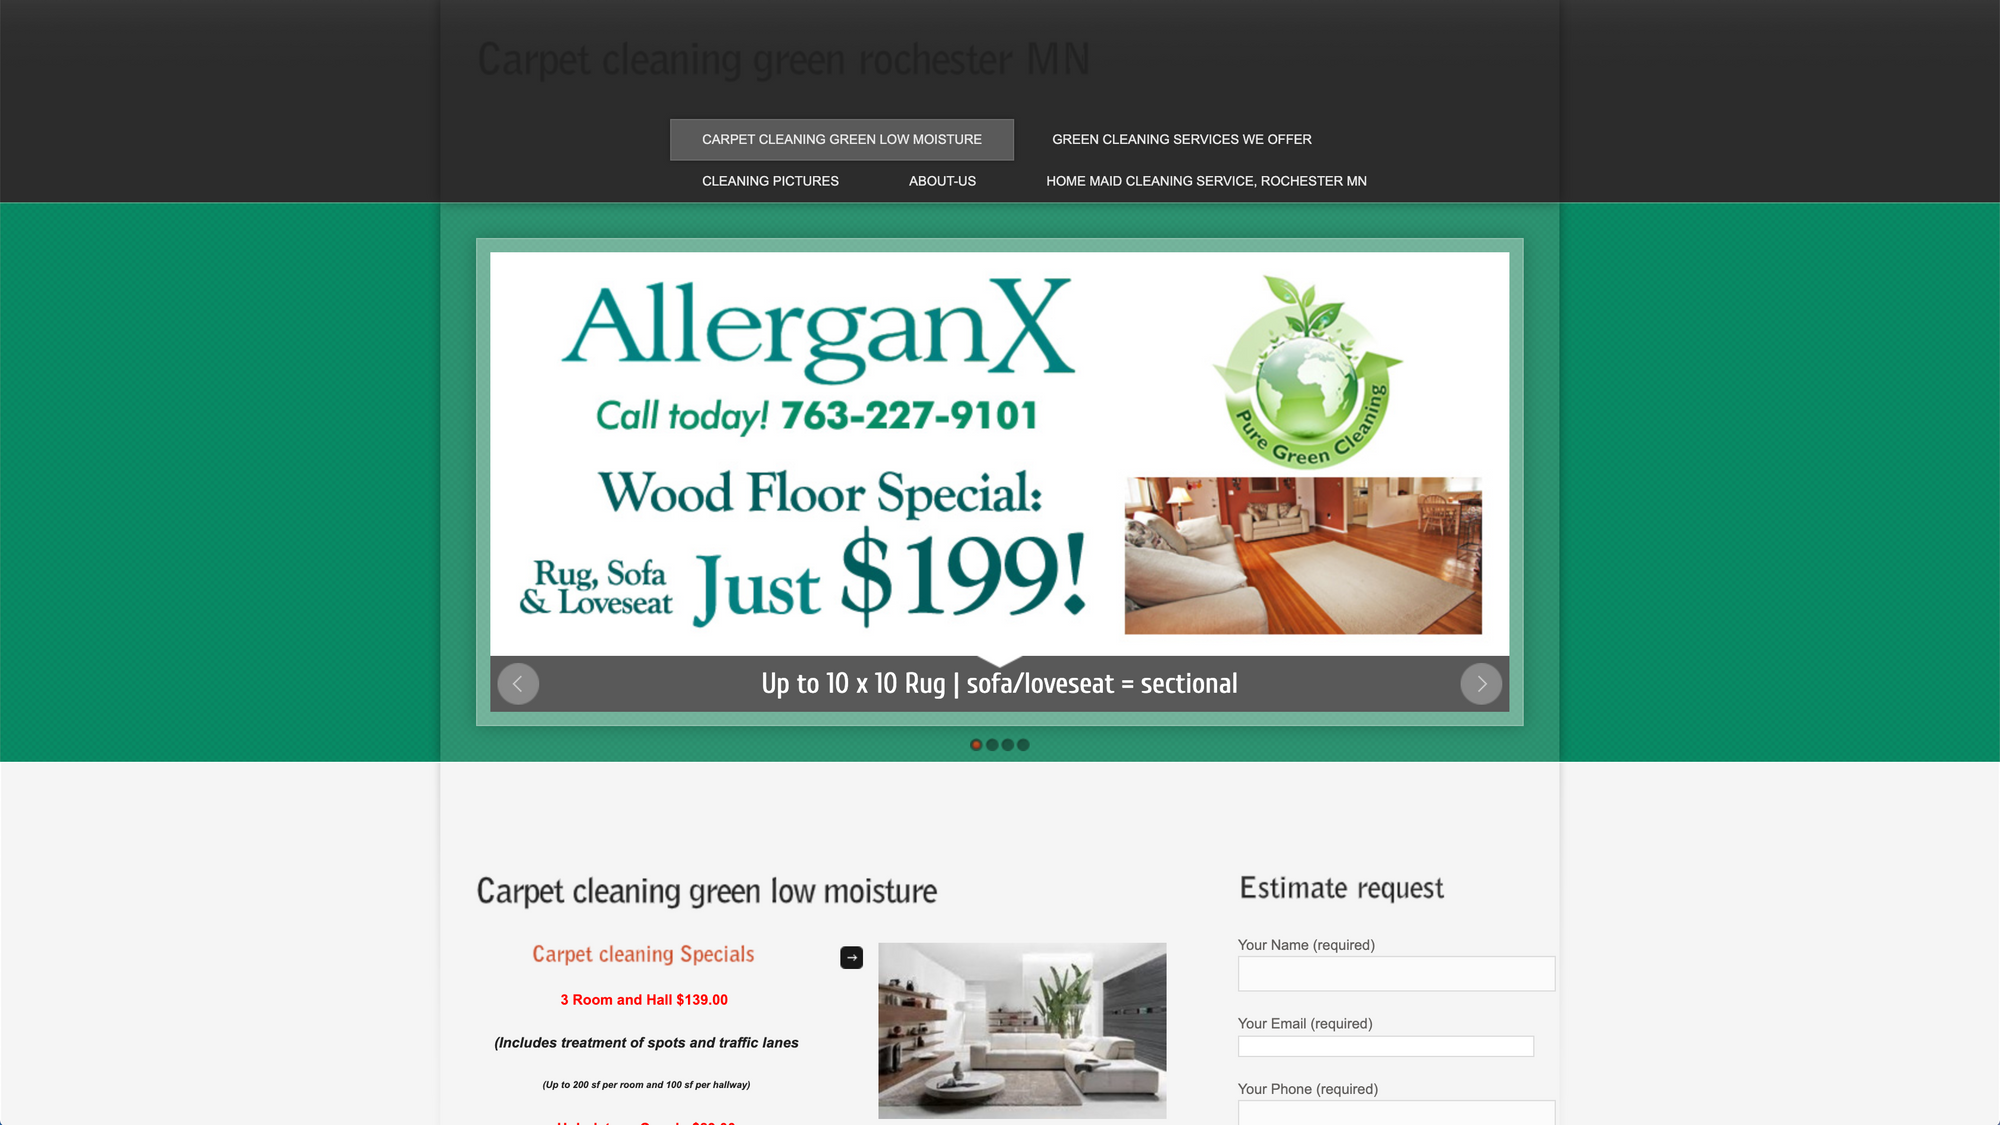 Carpet cleaning green rochester MN
CARPET CLEANING GREEN LOW MOISTURE
GREEN CLEANING SERVICES WE OFFER
CLEANING PICTURES
ABOUT-US
HOME MAID CLEANING SERVICE, ROCHESTER MN
AllerganX
Call today! 763-227-9101
Pure Green Cleaning
Wood Floor Special:
Rug, Sofa
& Loveseat
Just $199!
Up to 10 x 10 Rug | sofa/loveseat = sectional
Carpet cleaning green low moisture
Carpet cleaning Specials
3 Room and Hall $139.00
(Includes treatment of spots and traffic lanes
(Up to 200 sf per room and 100 sf per hallway)
Estimate request
Your Name (required)
Your Email (required)
Your Phone (required)